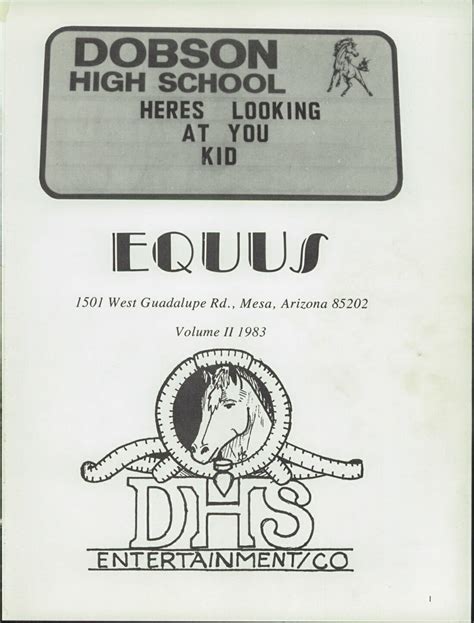 DOBSON
HIGH SCHOOL
HERES LOOKING
AT YOU
KID
EQUUS
1501 West Guadalupe Rd., Mesa, Arizona 85202
Volume II 1983
DHS
ENTERTAINMENT/CO
1